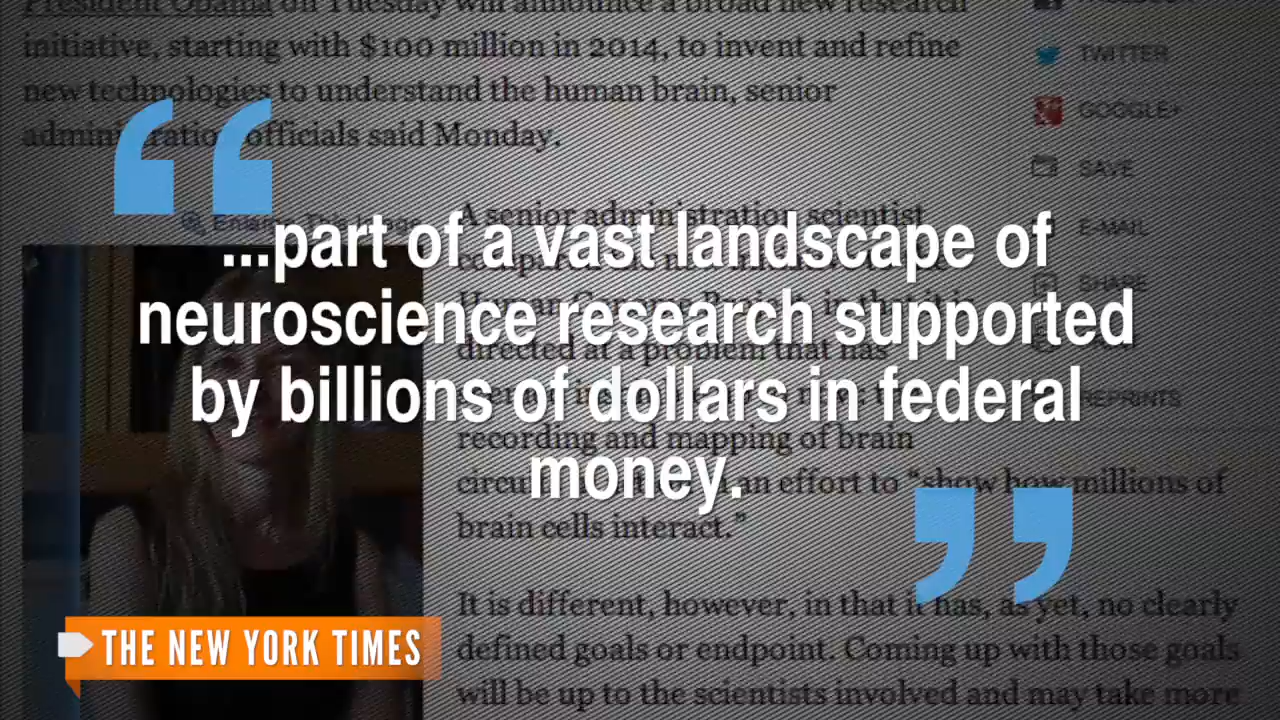 President Obama on Tuesday will announce a broad new research
initiative, starting with $100 million in 2014, to invent and refine
new technologies to understand the human brain, senior
administration officials said Monday.
TWITTER
GOOGLE+
SAVE
E-MAIL
SHARE
REPRINTS
Enlarge This Image
A senior administration scientist
directed at a problem that has
recording and mapping of brain
an effort to “show how millions of
brain cells interact.”
It is different, however, in that it has, as yet, no clearly
defined goals or endpoint. Coming up with those goals
will be up to the scientists involved and may take more
“
...part of a vast landscape of
neuroscience research supported
by billions of dollars in federal
money.
”
THE NEW YORK TIMES